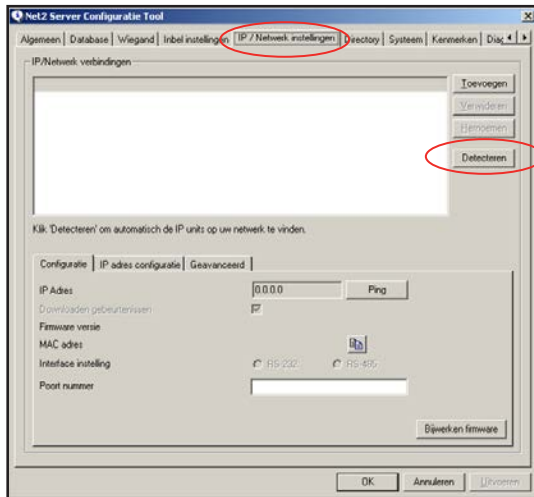 Net2 Server Configuratie Tool
Algemeen Database Wiegand Inbel instellingen IP / Netwerk instellingen Directory Systeem Kenmerken
IP/Netwerk verbindingen
Toevoegen
Verwijderen
Hernoemen
Detecteren
Klik 'Detecteren' om automatisch de IP units op uw netwerk te vinden.
Configuratie IP adres configuratie Geavanceerd
IP Adres 0.0.0.0 Ping
Downloaden gebeurtenissen
Firmware versie
MAC adres
Interface instelling RS-232 RS-485
Poort nummer
Bijwerken firmware
OK Annuleren Uitvoeren